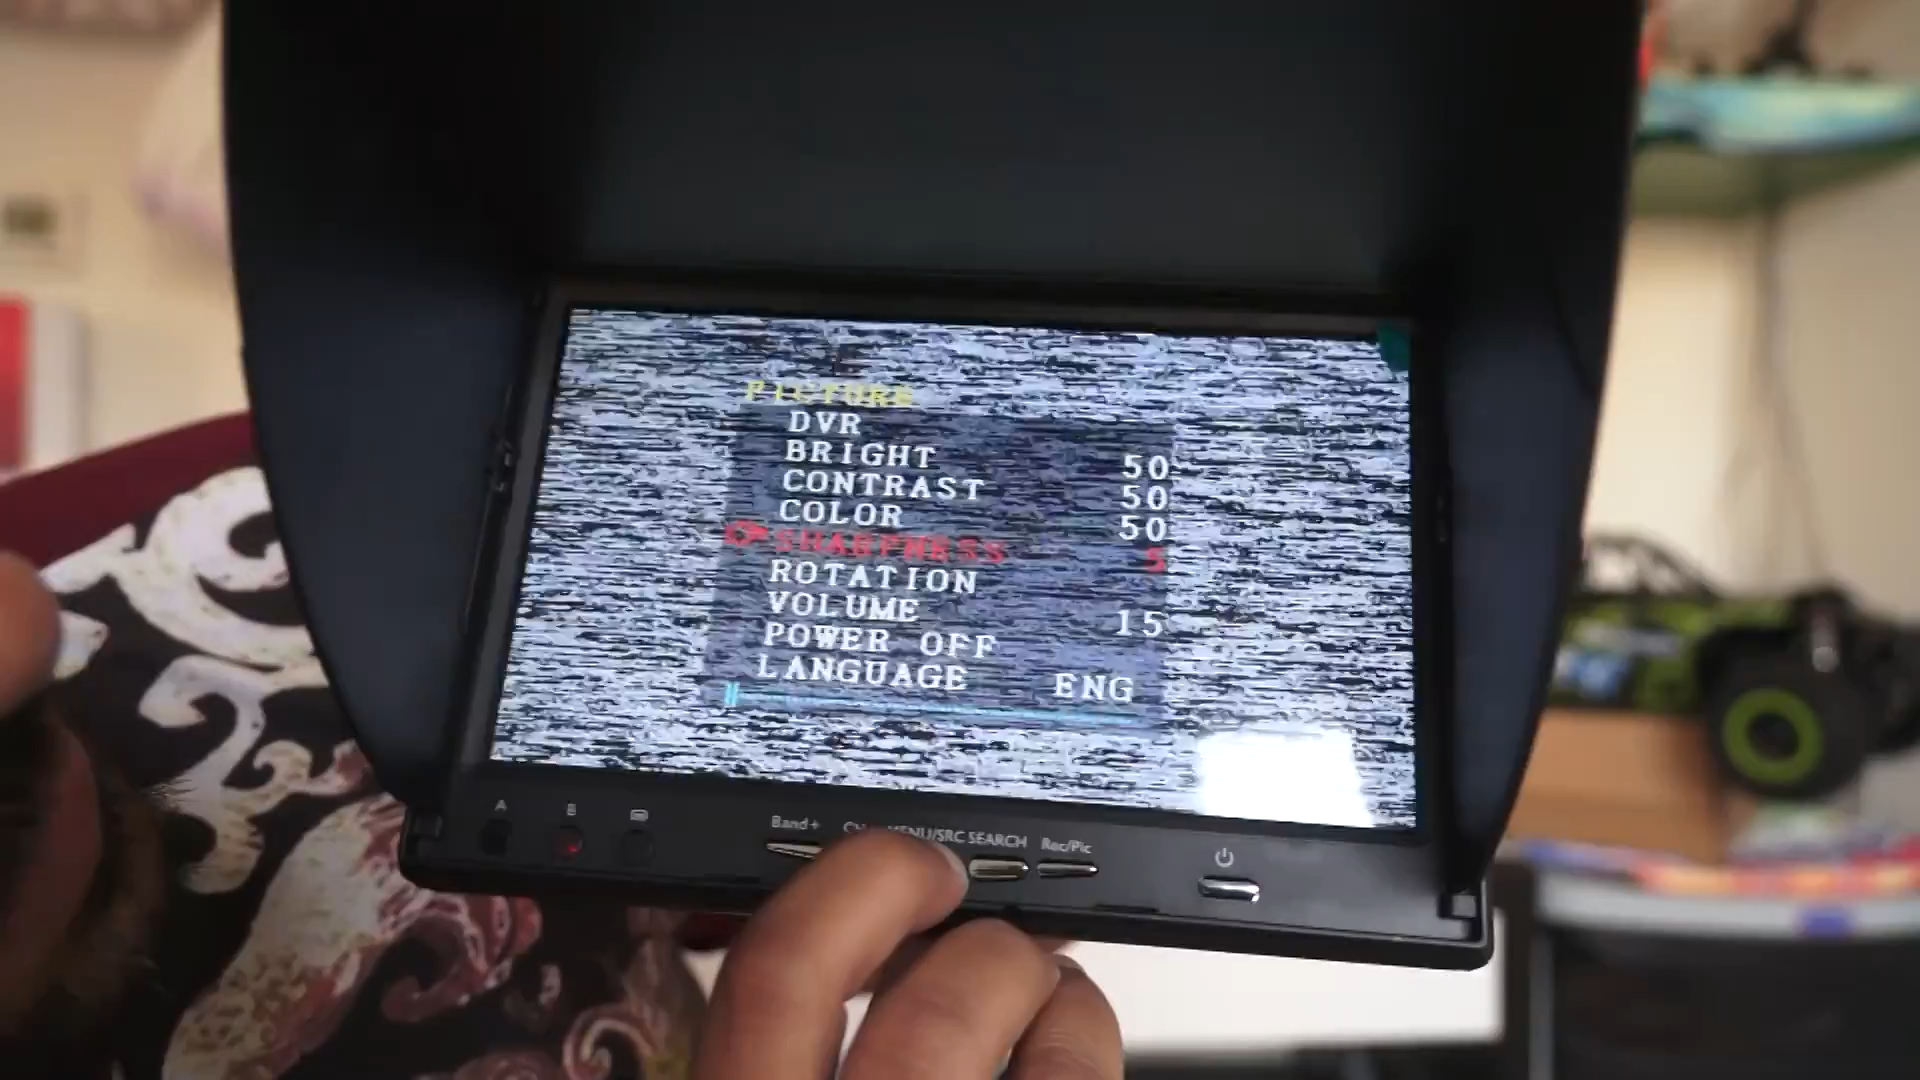 PICTURE
DVR
BRIGHT 50
CONTRAST 50
COLOR 50
SHARPNESS 5
ROTATION
VOLUME 15
POWER OFF
LANGUAGE ENG
A B
Band+ MENU/SRC SEARCH Rec/Pic